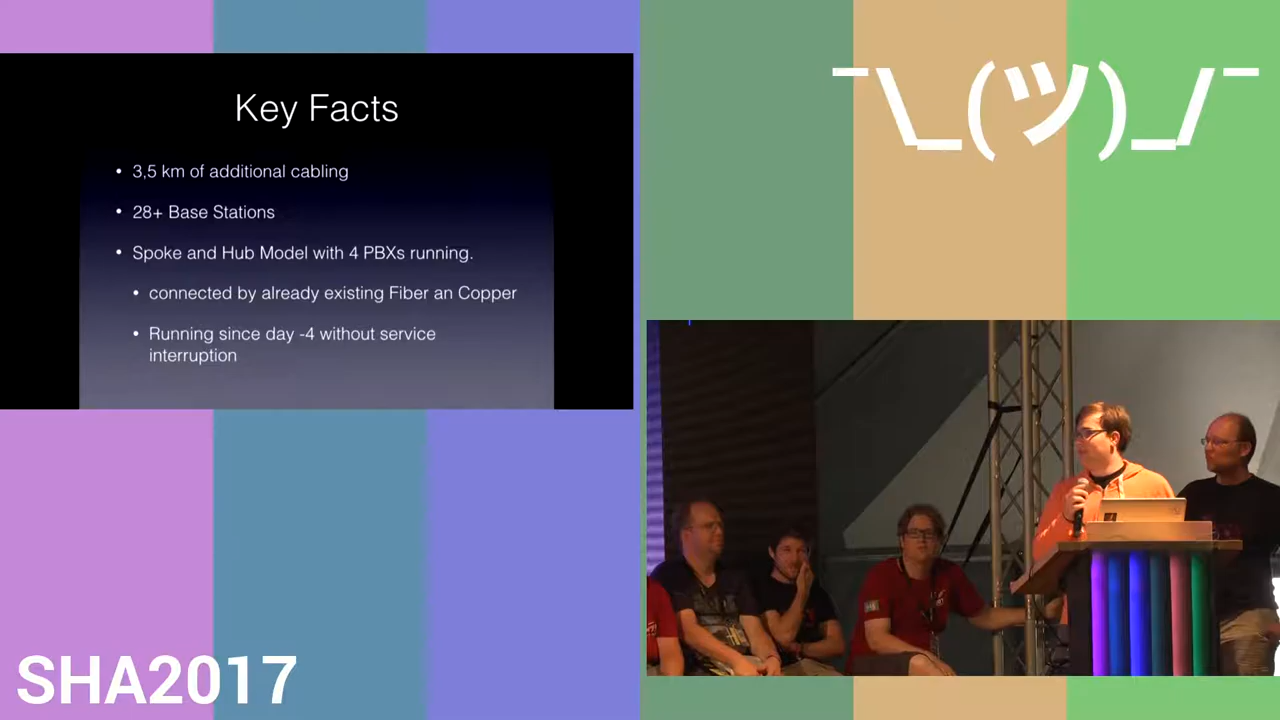 Key Facts
• 3,5 km of additional cabling
• 28+ Base Stations
• Spoke and Hub Model with 4 PBXs running.
• connected by already existing Fiber an Copper
• Running since day -4 without service
interruption
¯\_(ツ)_/¯
SHA2017